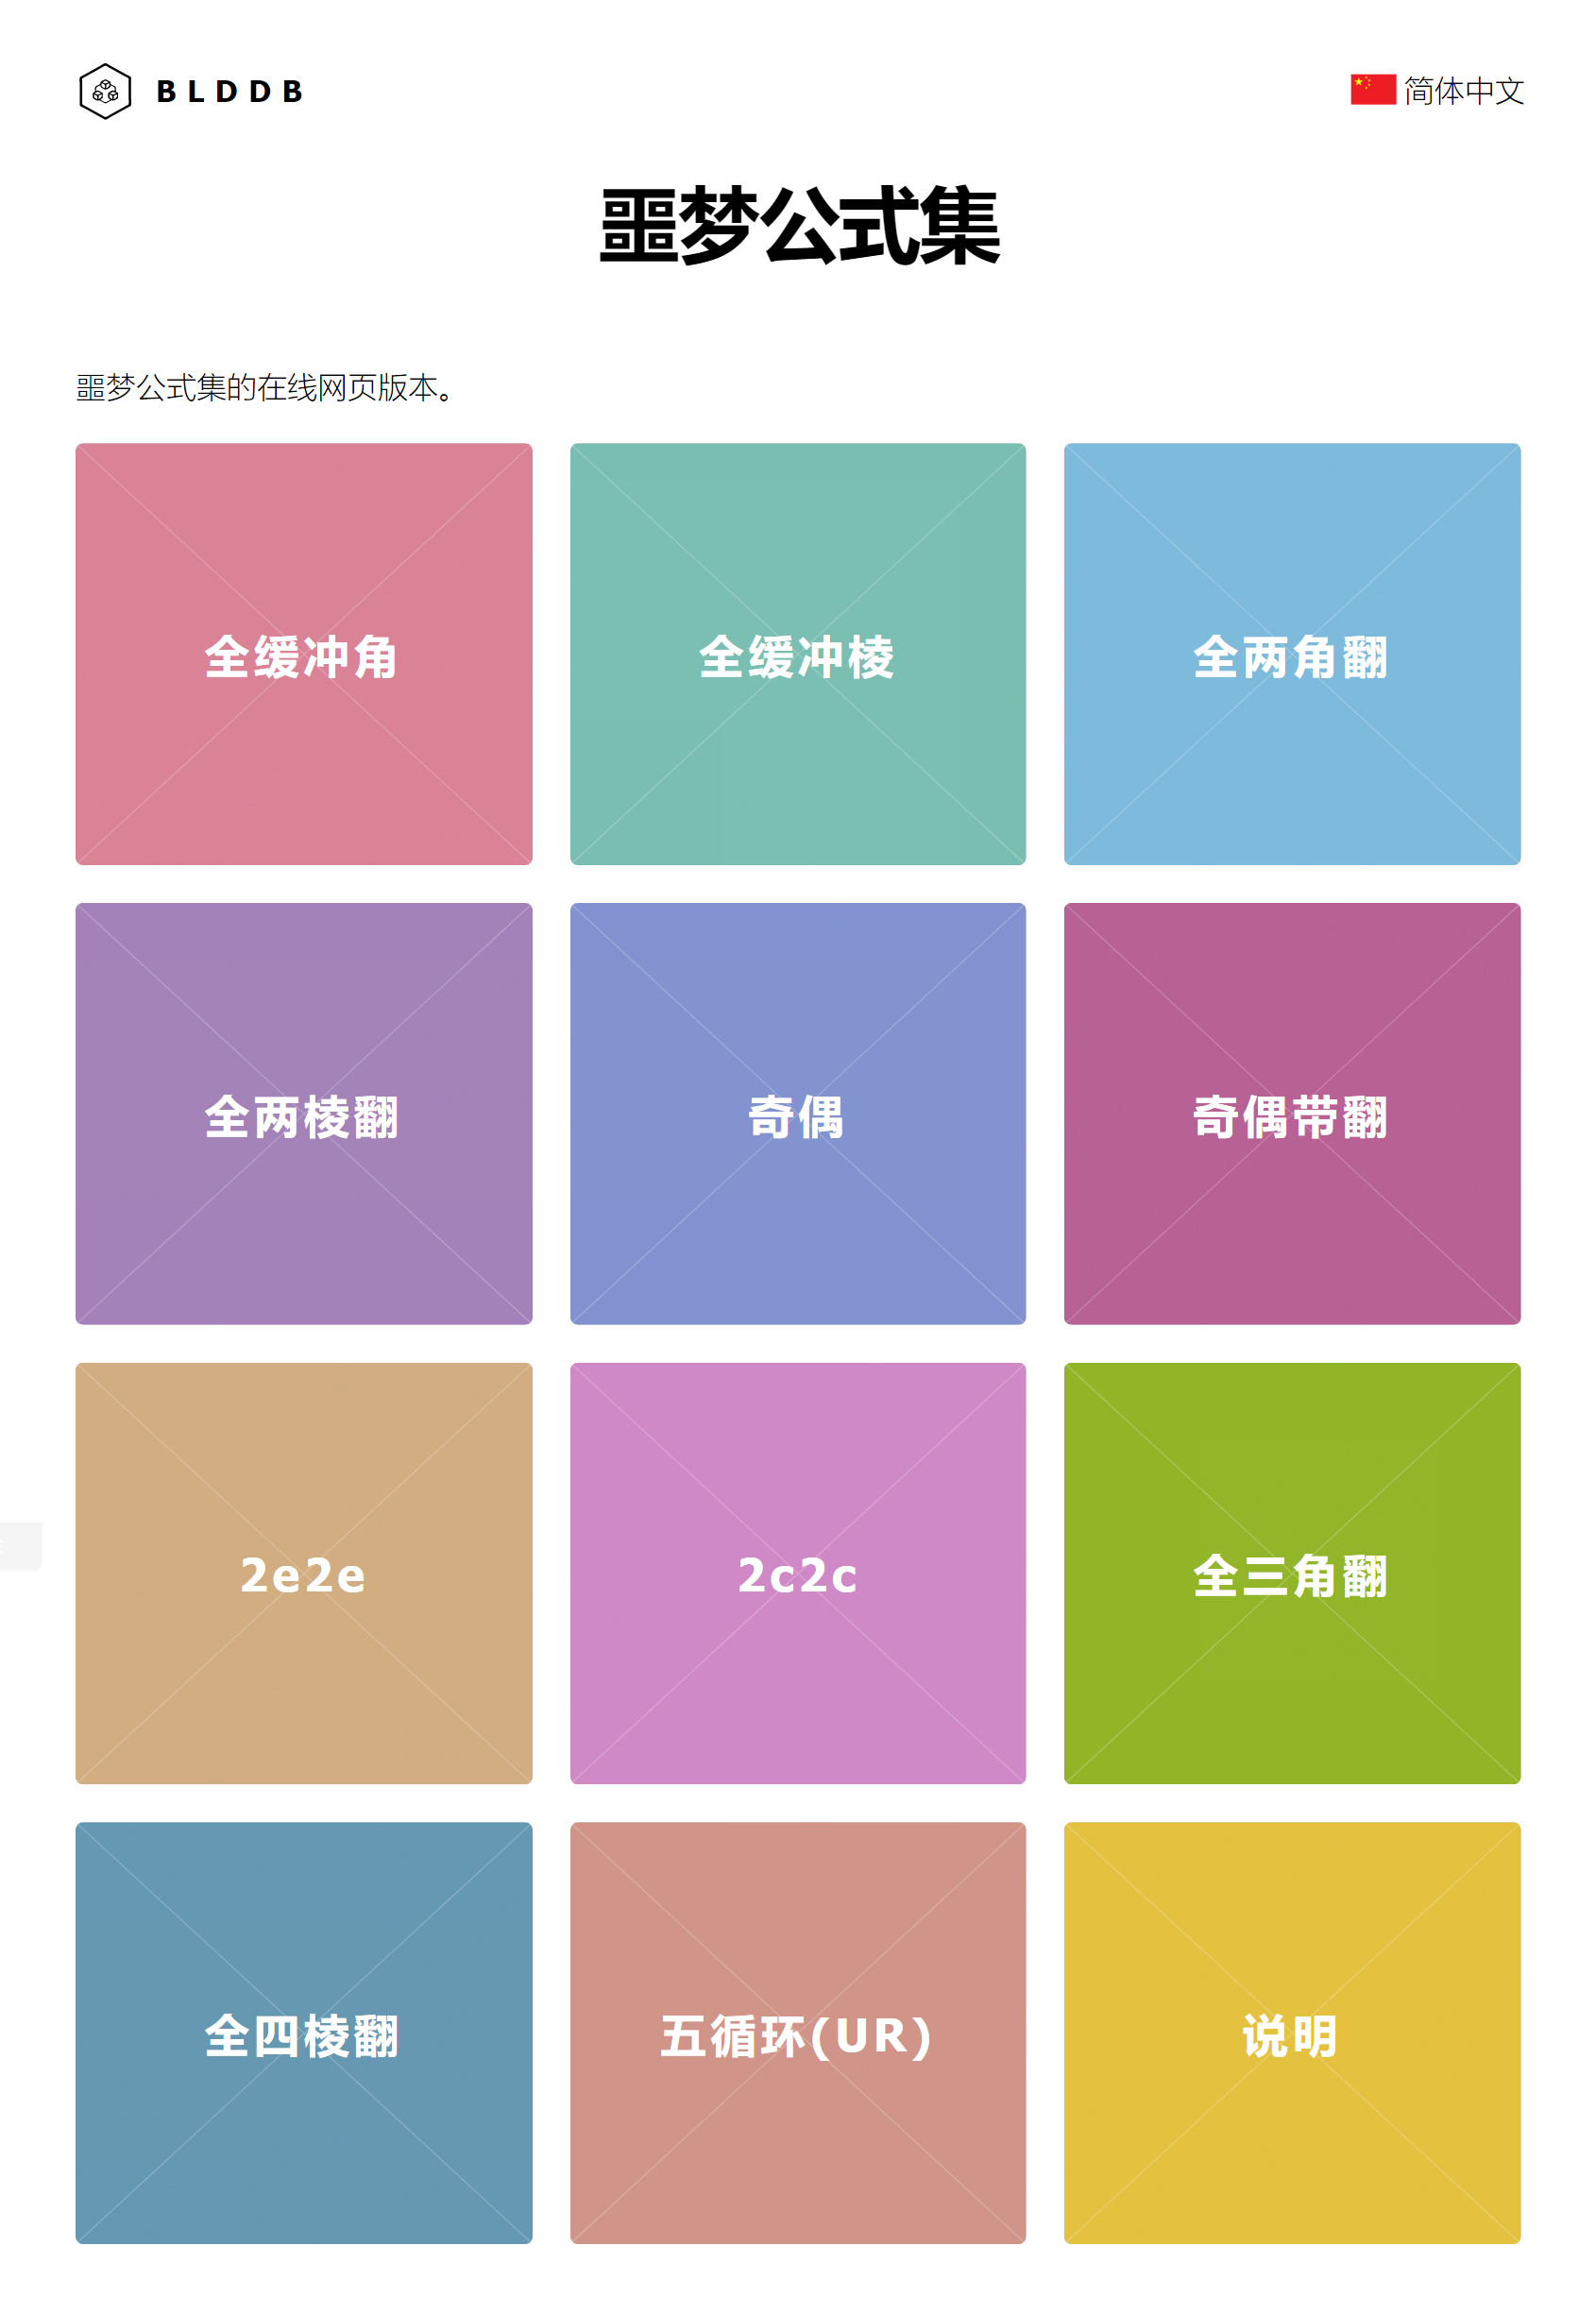 BLDDB
简体中文
噩梦公式集
噩梦公式集的在线网页版本。
全缓冲角
全缓冲棱
全两角翻
全两棱翻
奇偶
奇偶带翻
2e2e
2c2c
全三角翻
全四棱翻
五循环(UR)
说明